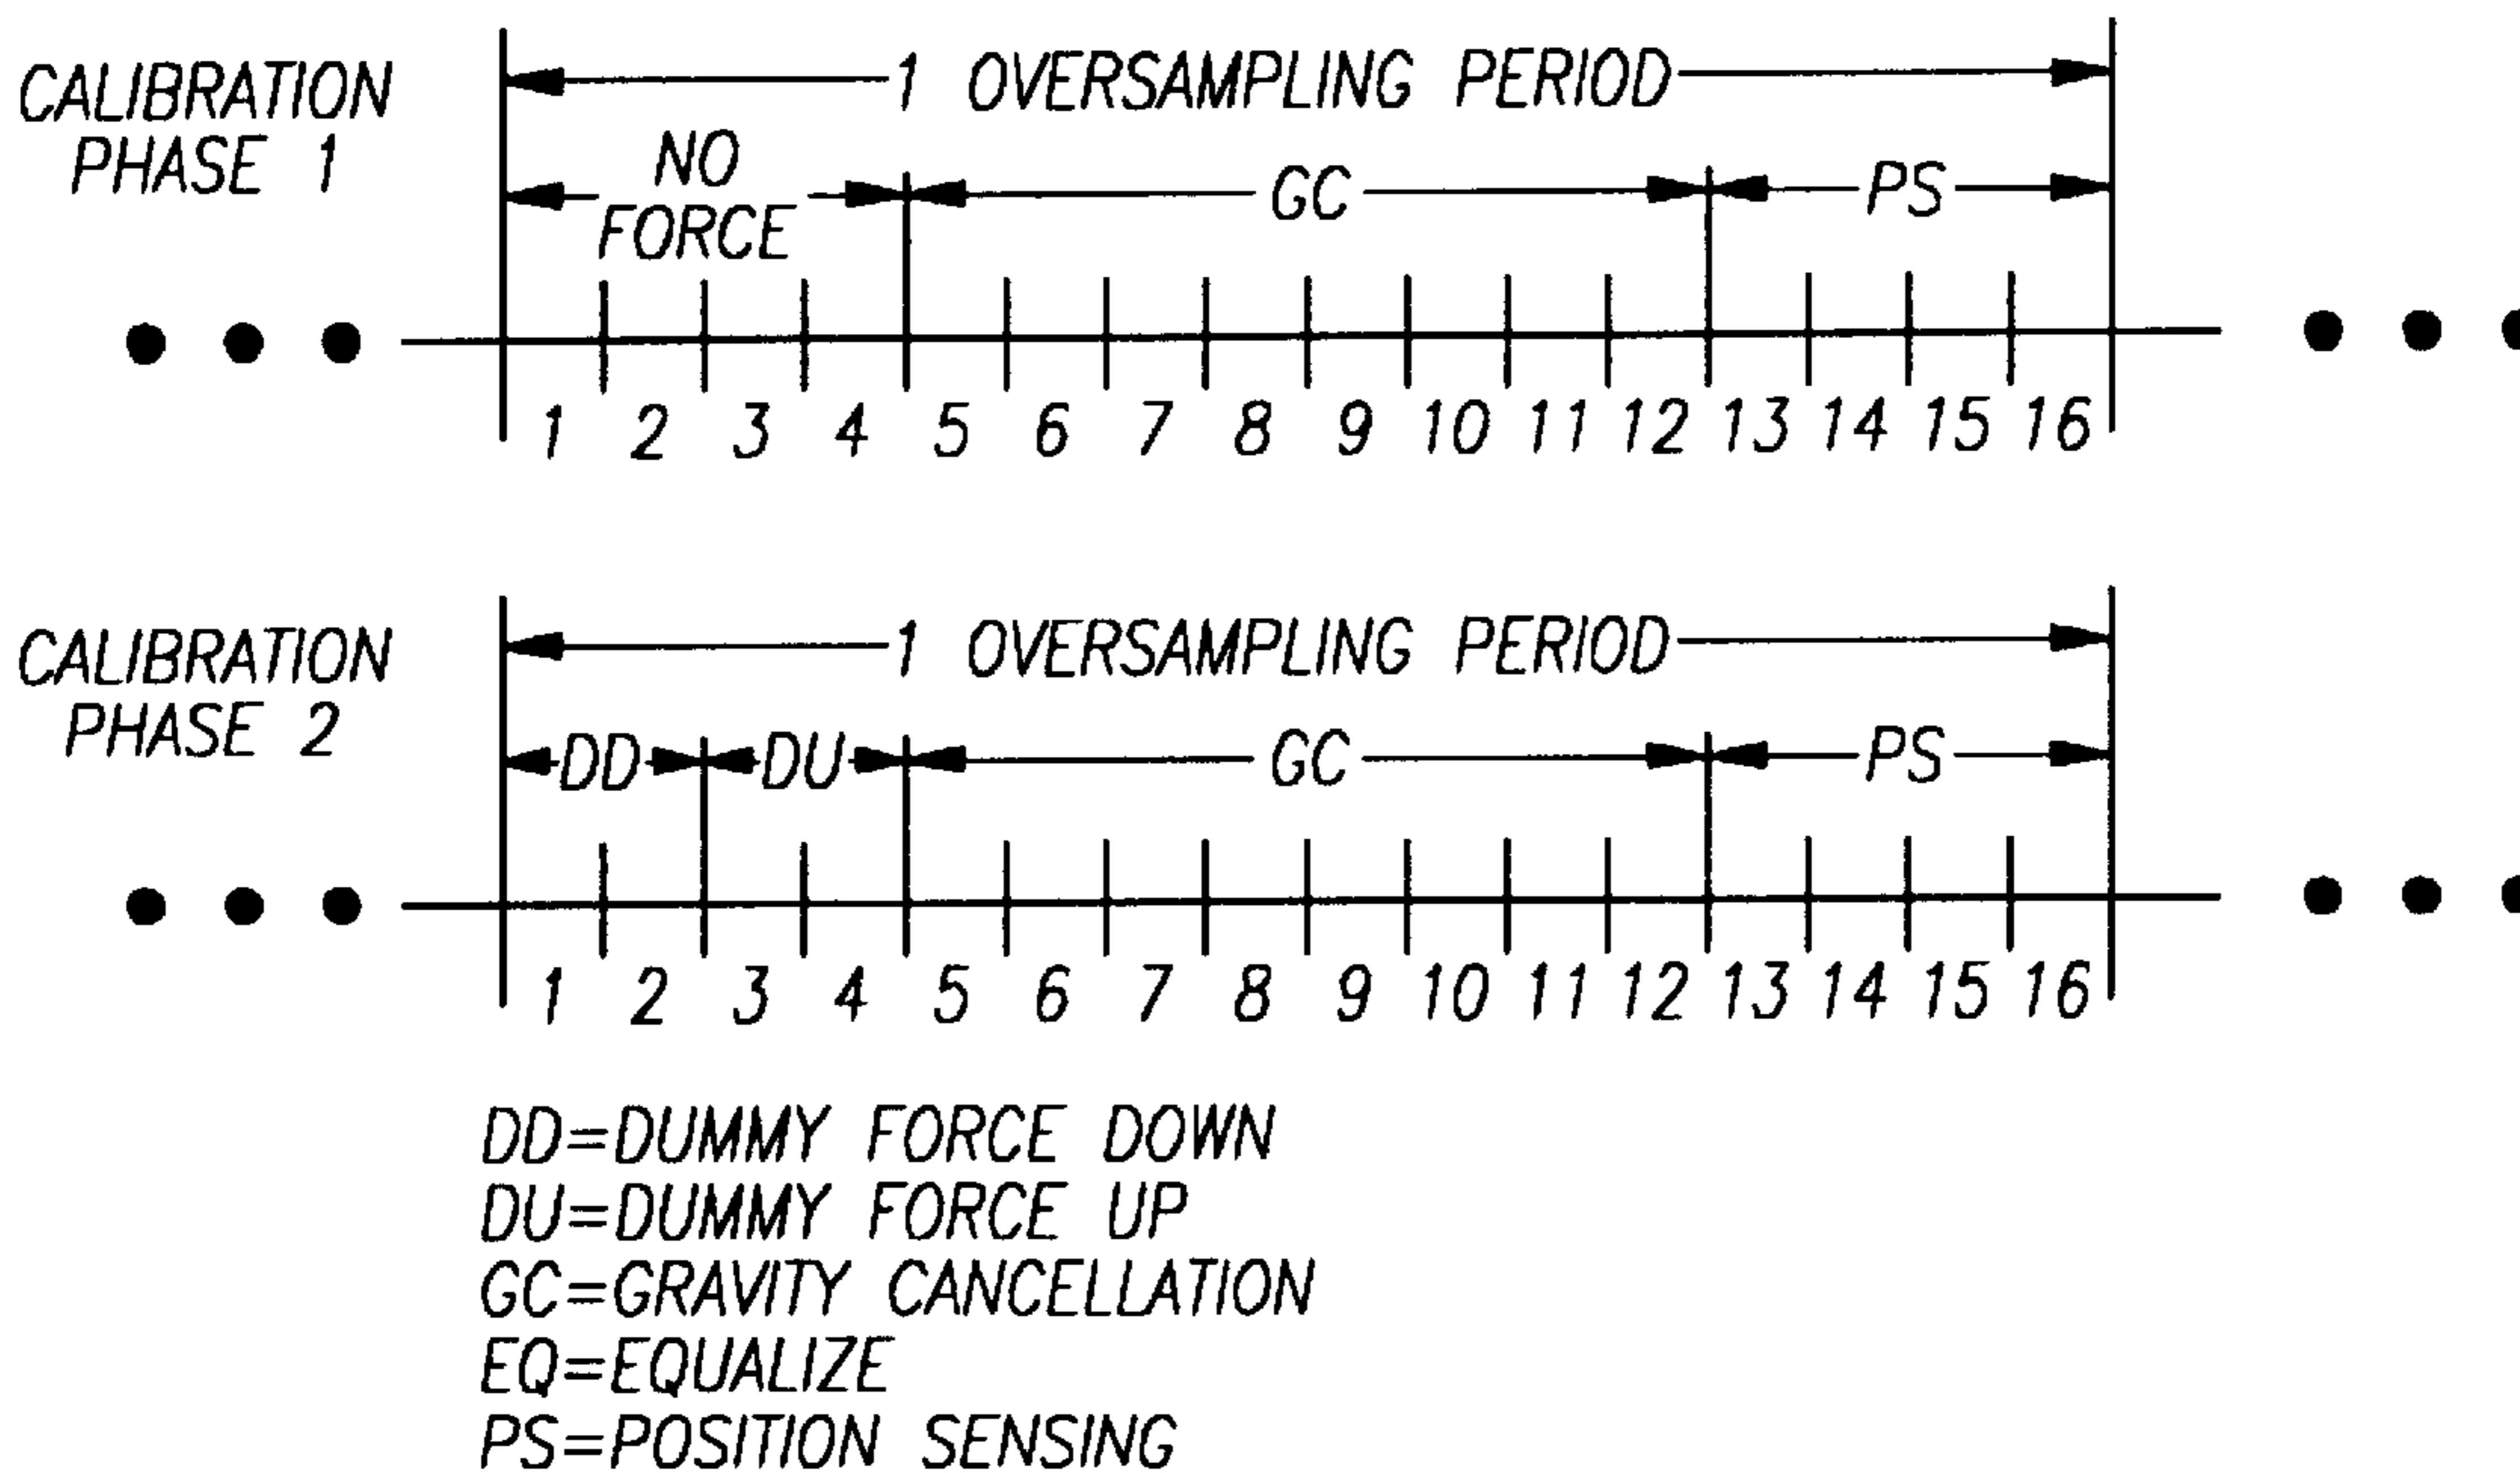 CALIBRATION
PHASE 1
1 OVERSAMPLING PERIOD
NO
FORCE
GC
PS
1 2 3 4 5 6 7 8 9 10 11 12 13 14 15 16
CALIBRATION
PHASE 2
1 OVERSAMPLING PERIOD
DD DU GC PS
1 2 3 4 5 6 7 8 9 10 11 12 13 14 15 16
DD=DUMMY FORCE DOWN
DU=DUMMY FORCE UP
GC=GRAVITY CANCELLATION
EQ=EQUALIZE
PS=POSITION SENSING